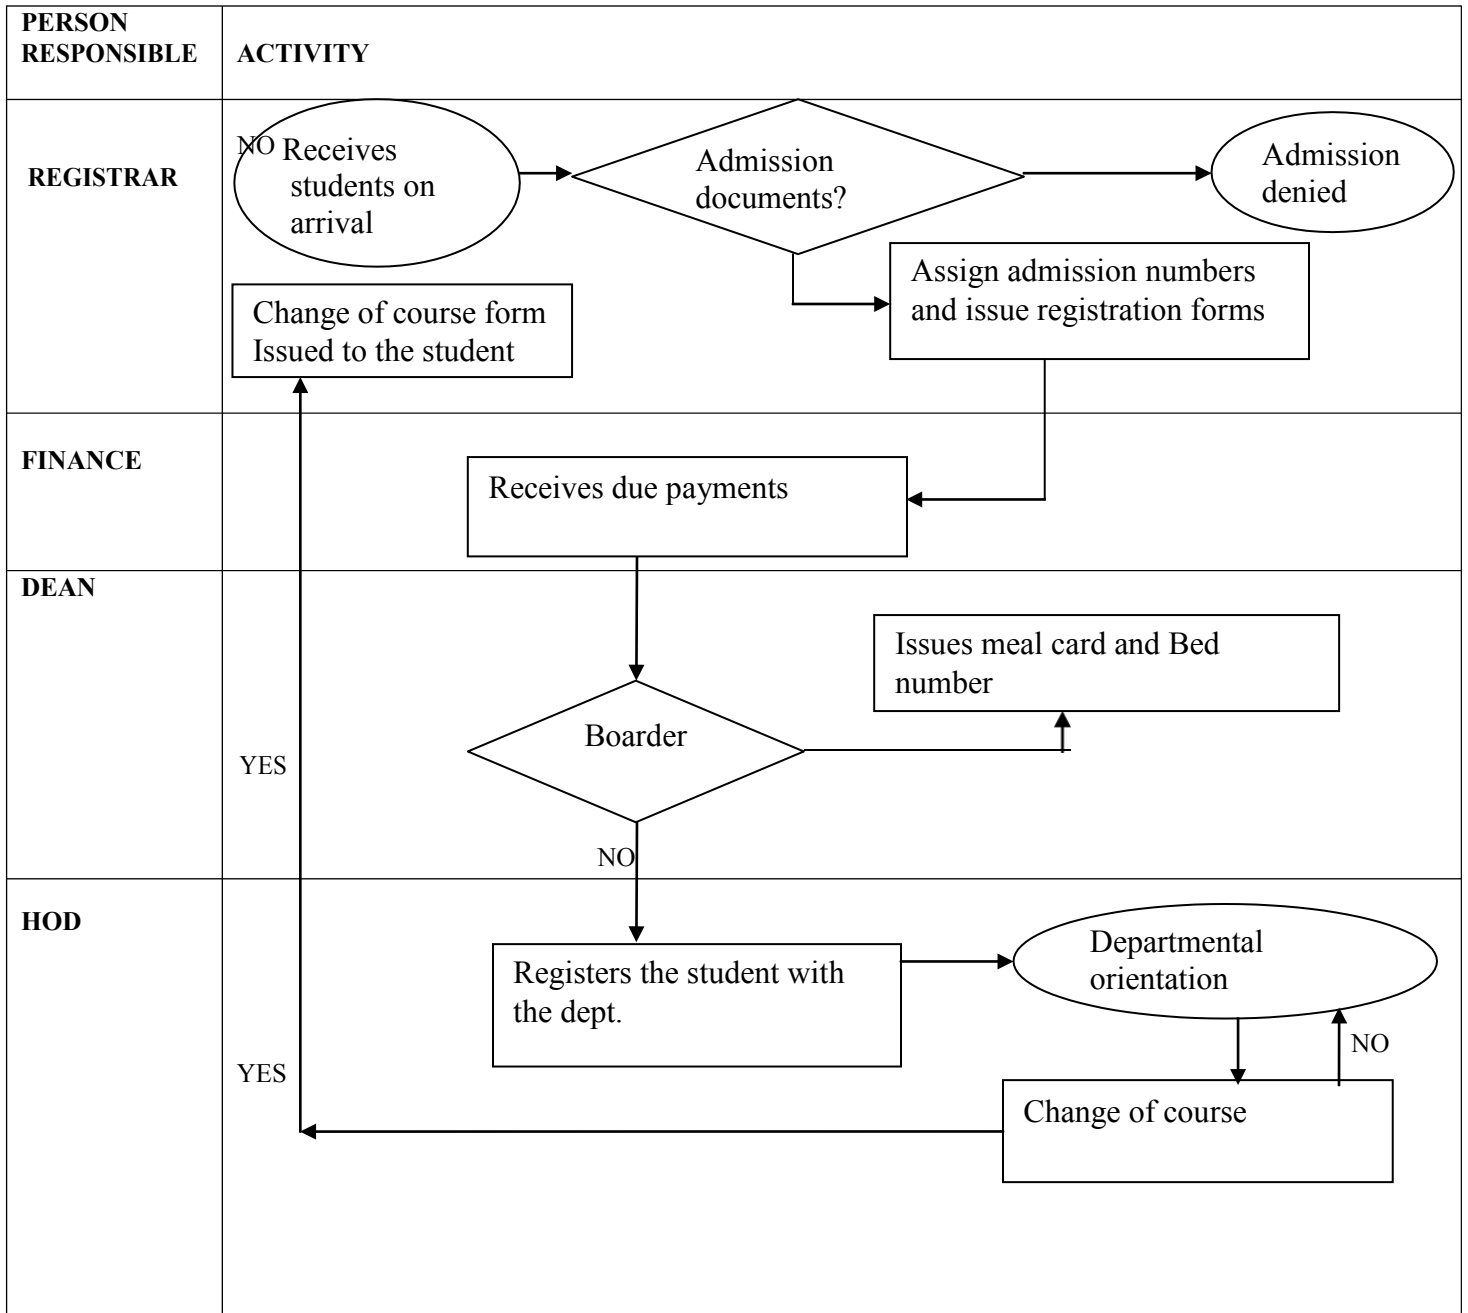 PERSON
RESPONSIBLE
ACTIVITY
REGISTRAR
NO Receives
students on
arrival
Admission
documents?
Admission
denied
Assign admission numbers
and issue registration forms
Change of course form
Issued to the student
FINANCE
Receives due payments
DEAN
Issues meal card and Bed
number
Boarder
YES
NO
HOD
Registers the student with
the dept.
Departmental
orientation
NO
YES
Change of course